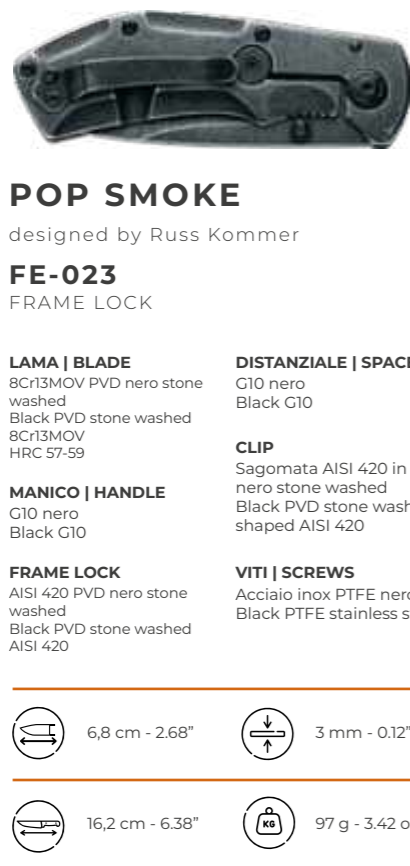 POP SMOKE
designed by Russ Kommer
FE-023
FRAME LOCK
LAMA | BLADE
8Cr13MOV PVD nero stone
washed
Black PVD stone washed
8Cr13MOV
HRC 57-59
MANICO | HANDLE
G10 nero
Black G10
FRAME LOCK
AISI 420 PVD nero stone
washed
Black PVD stone washed
AISI 420
DISTANZIALE |
G10 nero
Black G10
CLIP
Sagomata AISI 420 in
nero stone washed
Black PVD stone
shaped AISI 420
VITI | SCREWS
Acciaio inox PTFE
Black PTFE stainless
6,8 cm - 2.68”
3 mm - 0.12”
16,2 cm - 6.38”
KG
97 g - 3.42